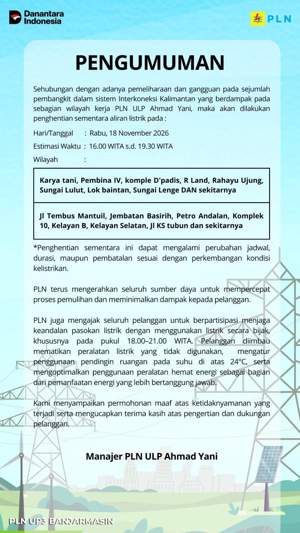 Danantara
Indonesia
PLN
PENGUMUMAN
Sehubungan dengan adanya pemeliharaan dan gangguan pada sejumlah
pembangkit dalam sistem Interkoneksi Kalimantan yang berdampak pada
sebagian wilayah kerja PLN ULP Ahmad Yani, maka akan dilakukan
penghentian sementara aliran listrik pada :
Hari/Tanggal : Rabu, 18 November 2026
Estimasi Waktu : 16.00 WITA s.d. 19.30 WITA
Wilayah :
Karya tani, Pembina IV, komple D'padis, R Land, Rahayu Ujung,
Sungai Lulut, Lok baintan, Sungai Lenge DAN sekitarnya
Jl Tembus Mantuil, Jembatan Basirih, Petro Andalan, Komplek
10, Kelayan B, Kelayan Selatan, Jl KS tubun dan sekitarnya
*Penghentian sementara ini dapat mengalami perubahan jadwal,
durasi, maupun pembatalan sesuai dengan perkembangan kondisi
kelistrikan.
PLN terus mengerahkan seluruh sumber daya untuk mempercepat
proses pemulihan dan meminimalkan dampak kepada pelanggan.
PLN juga mengajak seluruh pelanggan untuk berpartisipasi menjaga
keandalan pasokan listrik dengan menggunakan listrik secara bijak,
khususnya pada pukul 18.00–21.00 WITA. Pelanggan diimbau
mematikan peralatan listrik yang tidak digunakan, mengatur
penggunaan pendingin ruangan pada suhu di atas 24°C, serta
mengoptimalkan penggunaan peralatan hemat energi sebagai bagian
dari pemanfaatan energi yang lebih bertanggung jawab.
Kami menyampaikan permohonan maaf atas ketidaknyamanan yang
terjadi serta mengucapkan terima kasih atas pengertian dan dukungan
pelanggan.
Manajer PLN ULP Ahmad Yani
PLN UP3 BANJARMASIN